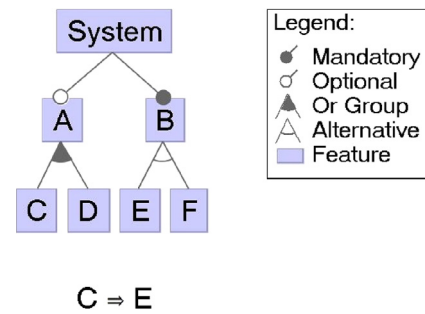 System
Legend:
Mandatory
Optional
Or Group
Alternative
Feature
A
B
C
D
E
F
C ⇒ E